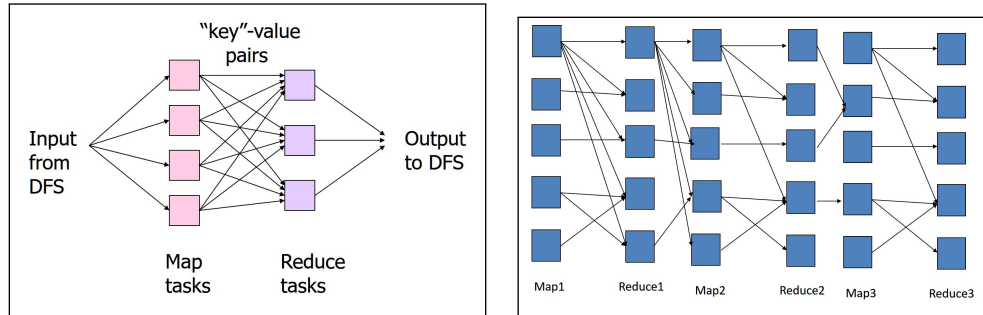 “key”-value
pairs
Input
from
DFS
Output
to DFS
Map
tasks
Reduce
tasks
Map1
Reduce1
Map2
Reduce2
Map3
Reduce3